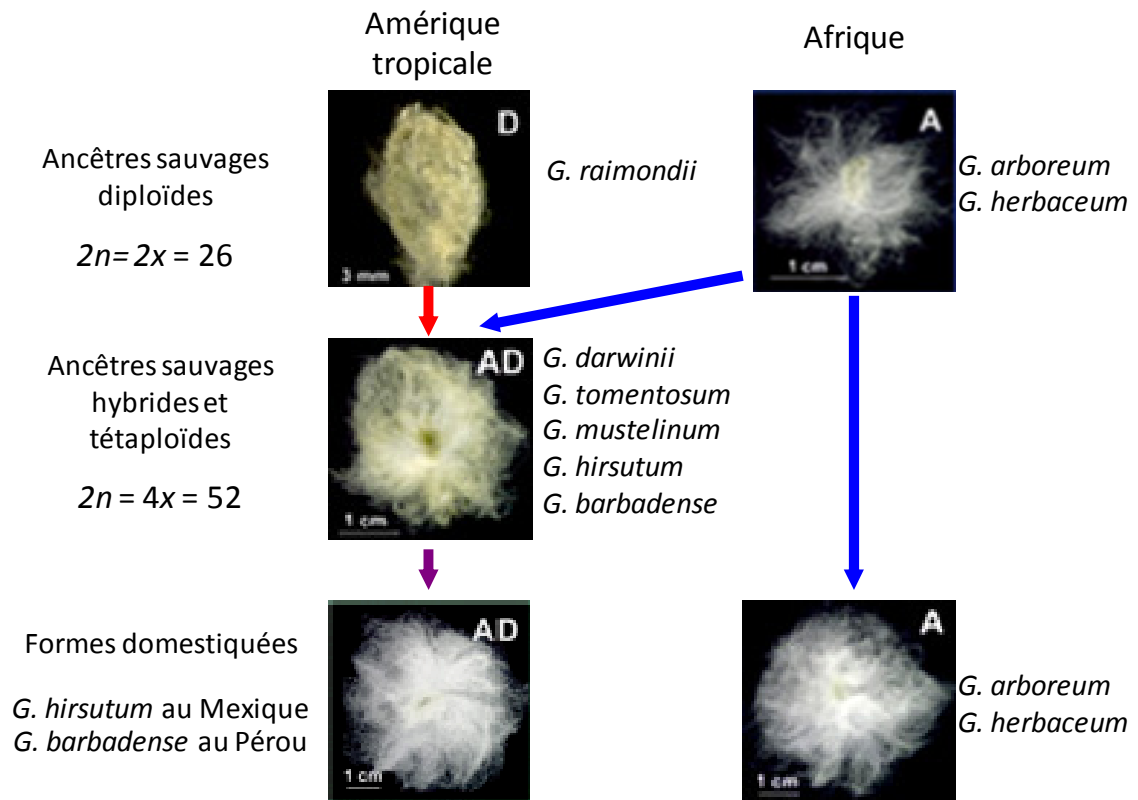 Amérique
tropicale
Afrique
Ancêtres sauvages
diploïdes
2n= 2x = 26
D
3 mm
G. raimondii
A
1 cm
G. arboreum
G. herbaceum
Ancêtres sauvages
hybrides et
tétaploïdes
2n = 4x = 52
AD
1 cm
G. darwinii
G. tomentosum
G. mustelinum
G. hirsutum
G. barbadense
Formes domestiquées
G. hirsutum au Mexique
G. barbadense au Pérou
AD
1 cm
A
1 cm
G. arboreum
G. herbaceum